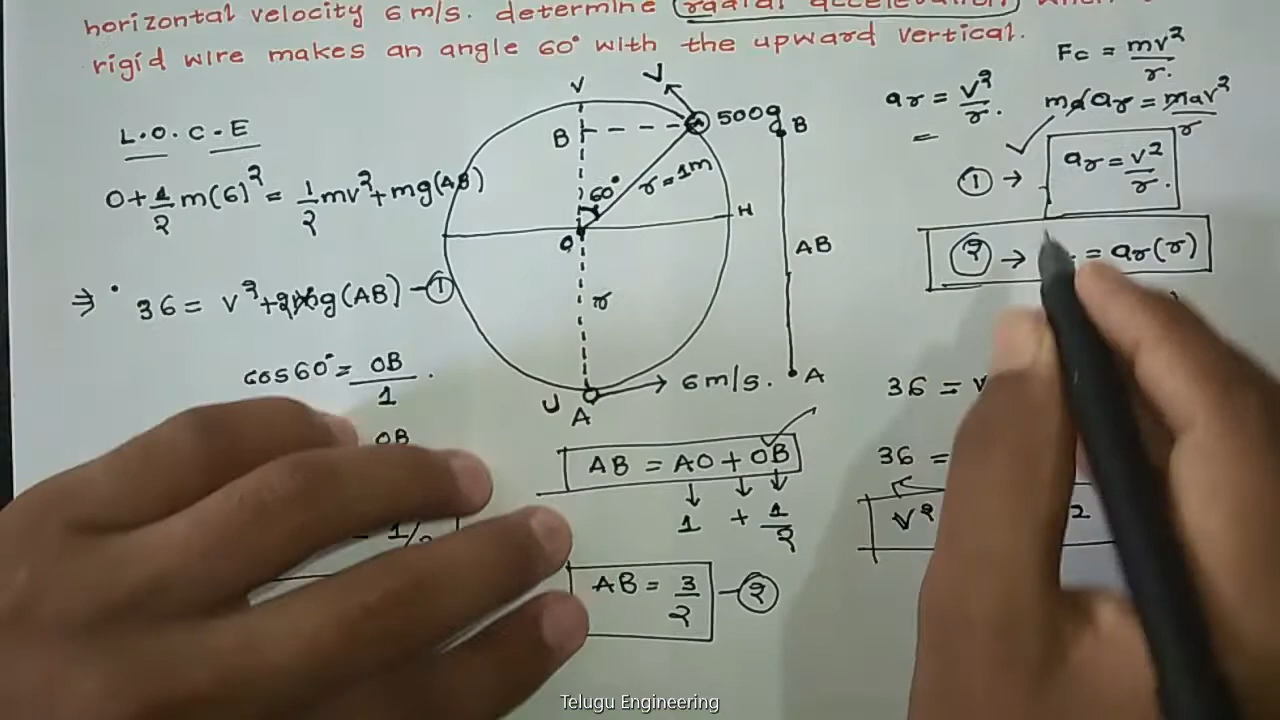 horizontal velocity 6 m/s. determine radial acceleration when
rigid wire makes an angle 60° with the upward vertical.
L.O.C.E
0+1/2 m(6)² = 1/2 mv² + mg(AB)
⇒ 36 = v² + 2×g(AB) - ①
cos60° = OB/1
OB
1/2
V
B
500g
60°
r=1m
H
O
r
U
A
6 m/s.
B
AB
A
AB = AO + OB
1 + 1/2
AB = 3/2 - ②
Fc = mv²/r.
ar = v²/r.
=
m ar = mv²/r
① → ar = v²/r.
② → = ar(r)
36 = v
36 =
v² 2
Telugu Engineering